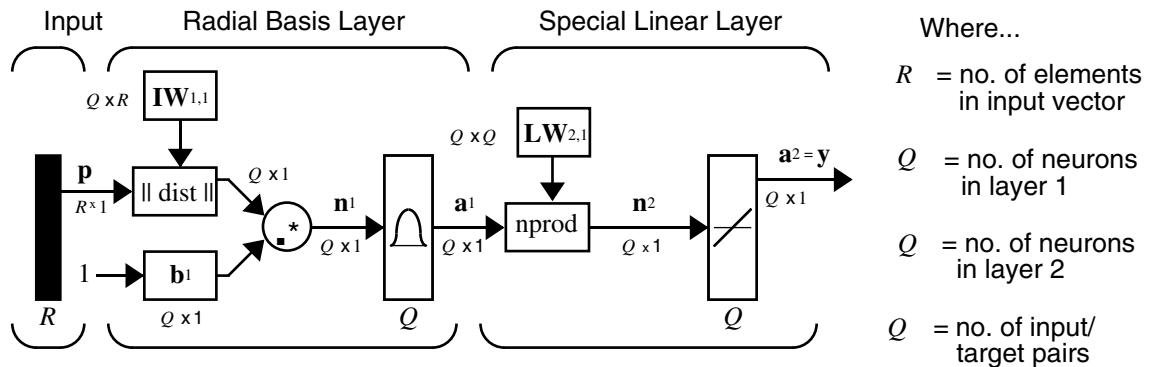 Input Radial Basis Layer Special Linear Layer
Where...
Q x R IW1,1
R = no. of elements
in input vector
Q x Q LW2,1
p
R x 1
|| dist ||
Q x 1
.*
n1
Q x 1
a1
Q x 1
nprod
n2
Q x 1
a2 = y
Q x 1
Q = no. of neurons
in layer 1
1
b1
Q x 1
Q = no. of neurons
in layer 2
R Q Q
Q = no. of input/
target pairs